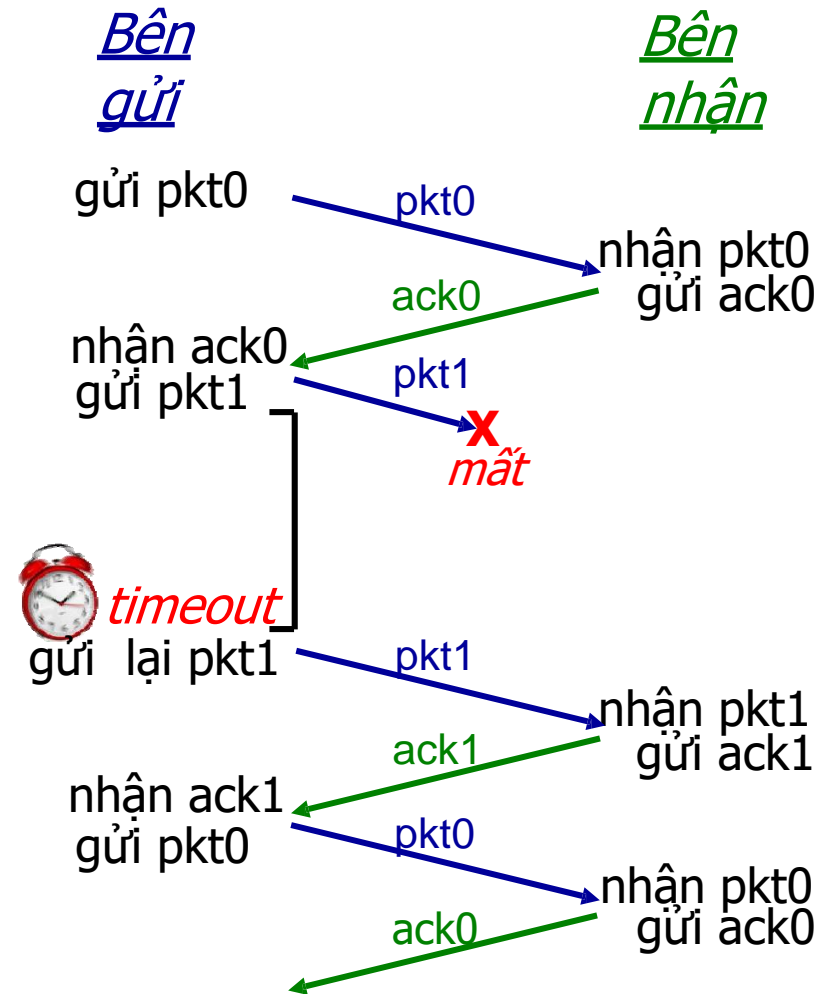 Bên
gửi
Bên
nhận
gửi pkt0
pkt0
nhận pkt0
gửi ack0
ack0
nhận ack0
gửi pkt1
pkt1
X
mất
timeout
gửi lại pkt1
pkt1
nhận pkt1
gửi ack1
ack1
nhận ack1
gửi pkt0
pkt0
nhận pkt0
gửi ack0
ack0